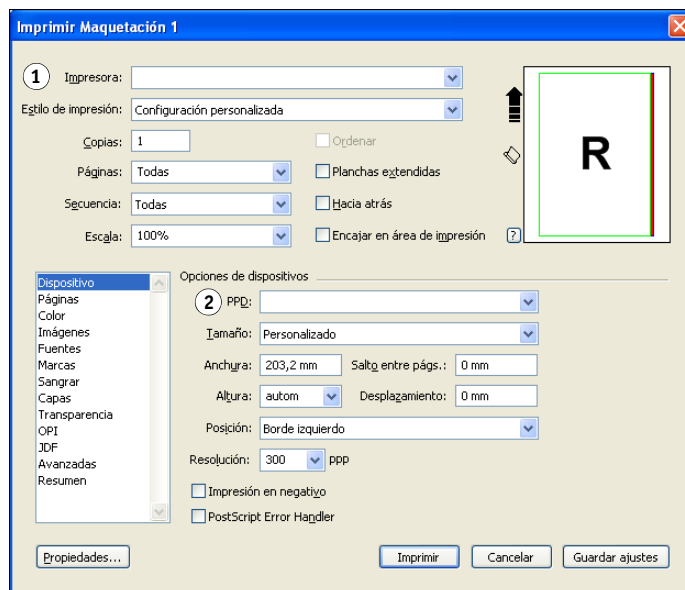 Imprimir Maquetación 1
1 Impresora:
Estilo de impresión: Configuración personalizada
Copias: 1 Ordenar
Páginas: Todas Planchas extendidas
Secuencia: Todas Hacia atrás
Escala: 100% Encajar en área de impresión ?
R
Dispositivo
Páginas
Color
Imágenes
Fuentes
Marcas
Sangrar
Capas
Transparencia
OPI
JDF
Avanzadas
Resumen
Opciones de dispositivos
2 PPD:
Tamaño: Personalizado
Anchura: 203,2 mm Salto entre págs.: 0 mm
Altura: autom Desplazamiento: 0 mm
Posición: Borde izquierdo
Resolución: 300 ppp
Impresión en negativo
PostScript Error Handler
Propiedades... Imprimir Cancelar Guardar ajustes